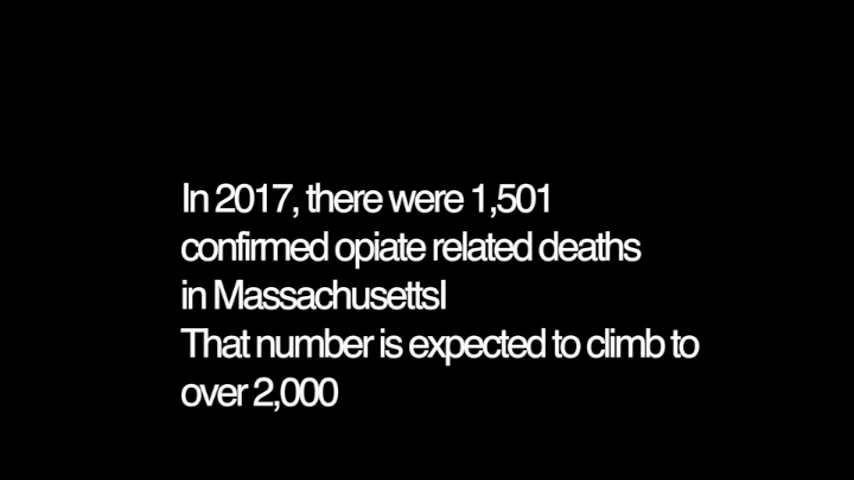 In 2017, there were 1,501
confirmed opiate related deaths
in Massachusettsl
That number is expected to climb to
over 2,000